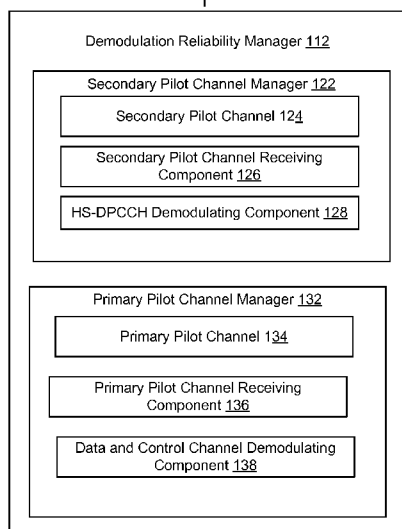 Demodulation Reliability Manager 112
Secondary Pilot Channel Manager 122
Secondary Pilot Channel 124
Secondary Pilot Channel Receiving
Component 126
HS-DPCCH Demodulating Component 128
Primary Pilot Channel Manager 132
Primary Pilot Channel 134
Primary Pilot Channel Receiving
Component 136
Data and Control Channel Demodulating
Component 138